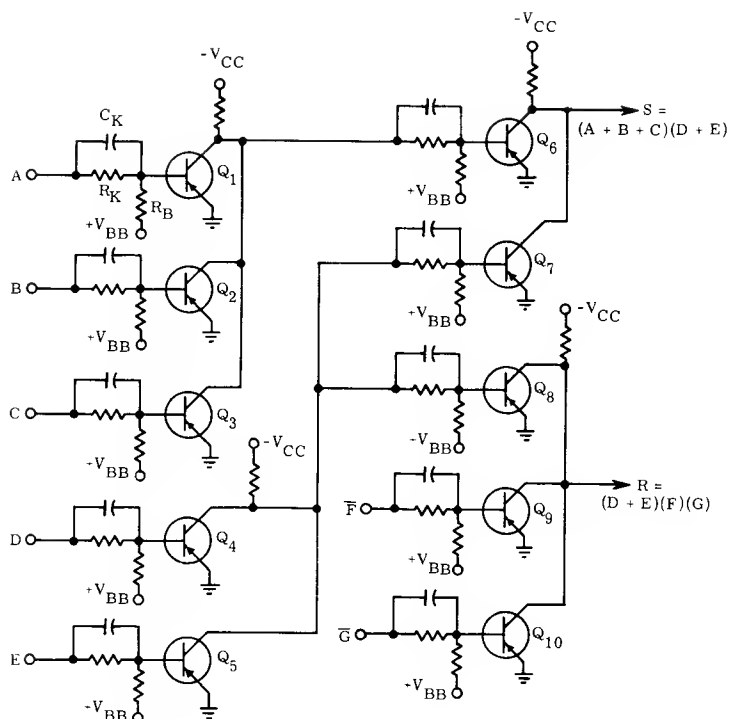 -V_CC
-V_CC
C_K
S =
(A + B + C)(D + E)
A
R_K
Q_1
Q_6
R_B
+V_BB
+V_BB
B
Q_2
Q_7
+V_BB
+V_BB
-V_CC
C
Q_3
Q_8
+V_BB
-V_BB
-V_CC
F̅
Q_9
R =
(D + E)(F)(G)
D
Q_4
+V_BB
+V_BB
E
Q_5
G̅
Q_10
-V_BB
+V_BB